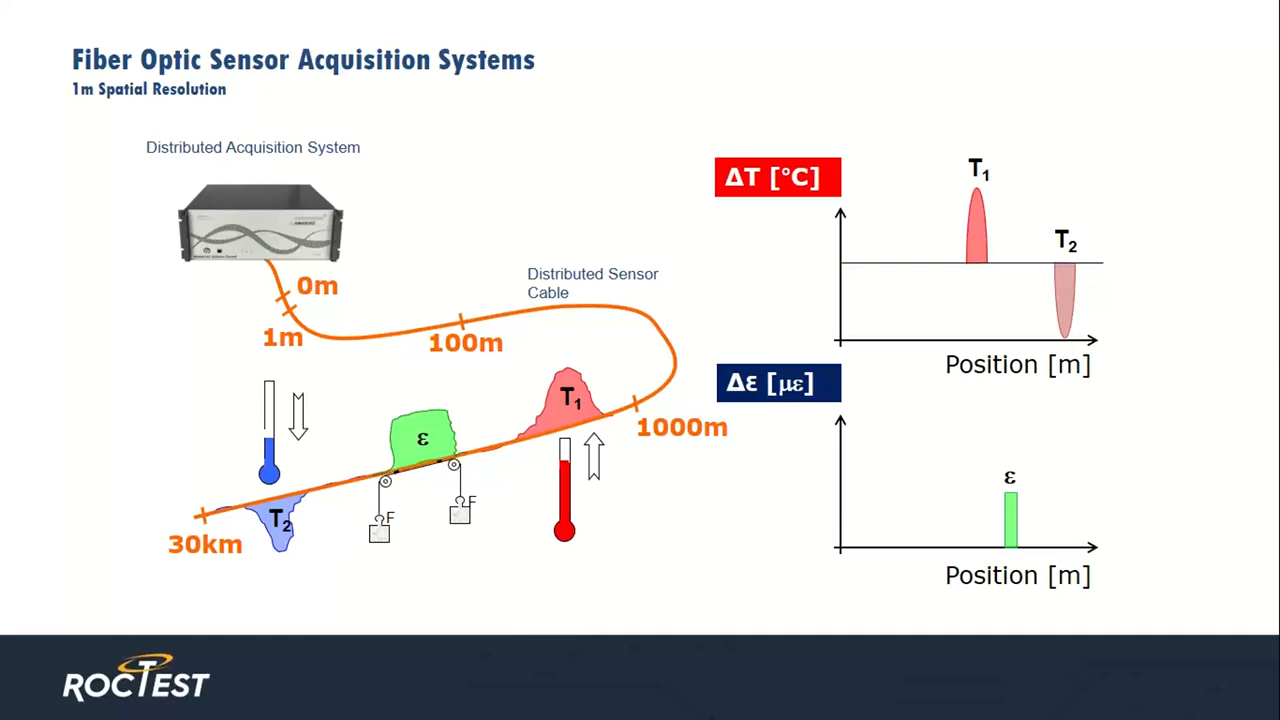 Fiber Optic Sensor Acquisition Systems
1m Spatial Resolution
Distributed Acquisition System
0m
1m
100m
Distributed Sensor
Cable
1000m
T1
ε
F
F
T2
30km
ΔT [°C]
T1
T2
Position [m]
Δε [με]
ε
Position [m]
ROCTEST